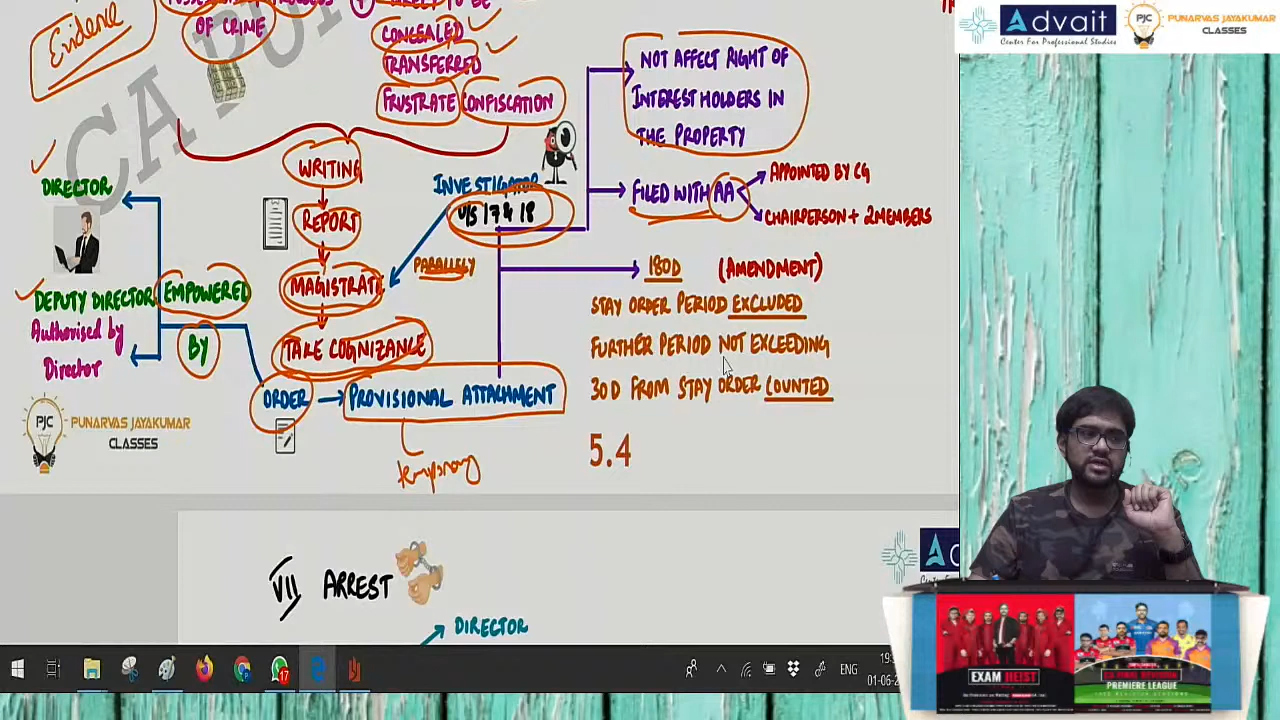 Evidence
OF CRIME
CONCEALED
TRANSFERRED
FRUSTRATE CONFISCATION
Advait
Center For Professional Studies
PJC
PUNARVAS JAYAKUMAR
CLASSES
NOT AFFECT RIGHT OF
INTEREST HOLDERS IN
THE PROPERTY
WRITING
DIRECTOR
INVESTIGATOR
U/S 17 & 18
FILED WITH AA
APPOINTED BY CG
CHAIRPERSON + 2 MEMBERS
REPORT
PARALLELY
180D (AMENDMENT)
DEPUTY DIRECTOR EMPOWERED
MAGISTRATE
STAY ORDER PERIOD EXCLUDED
Authorised by
Director
BY
TAKE COGNIZANCE
FURTHER PERIOD NOT EXCEEDING
30D FROM STAY ORDER COUNTED
ORDER
PROVISIONAL ATTACHMENT
PJC
PUNARVAS JAYAKUMAR
CLASSES
temporary
5.4
VII ARREST
DIRECTOR
EXAM HEIST
PREMIERE LEAGUE
17
ENG